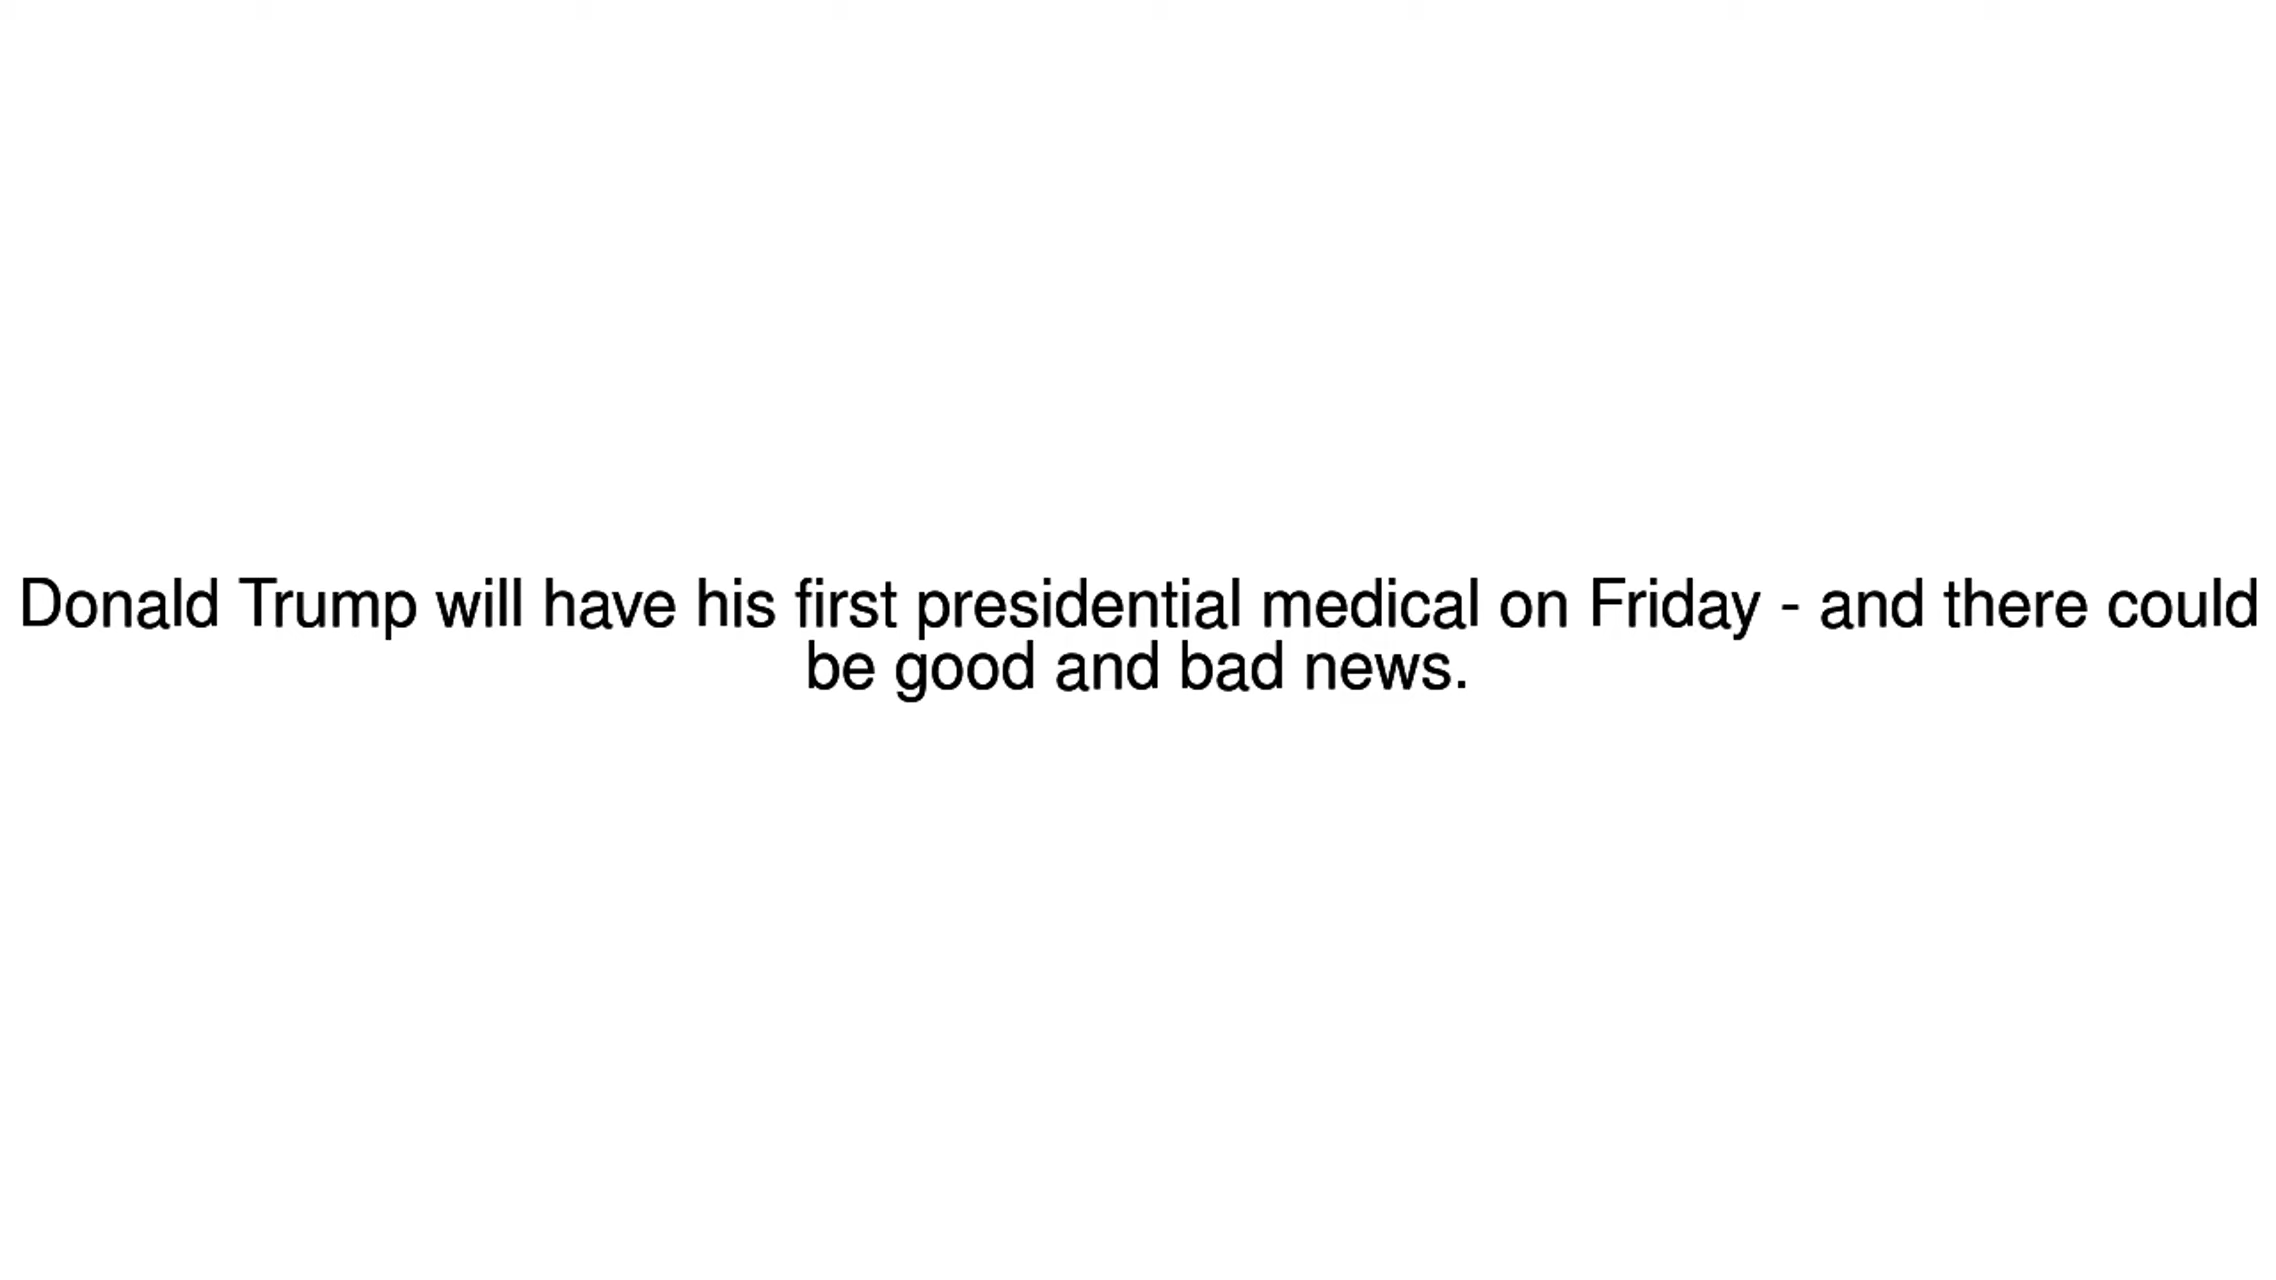 Donald Trump will have his first presidential medical on Friday - and there could
be good and bad news.